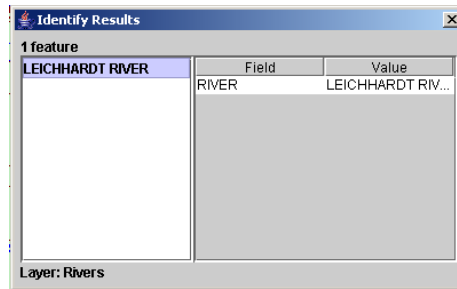 Identify Results
1 feature
LEICHHARDT RIVER
Field Value
RIVER LEICHHARDT RIV...
Layer: Rivers